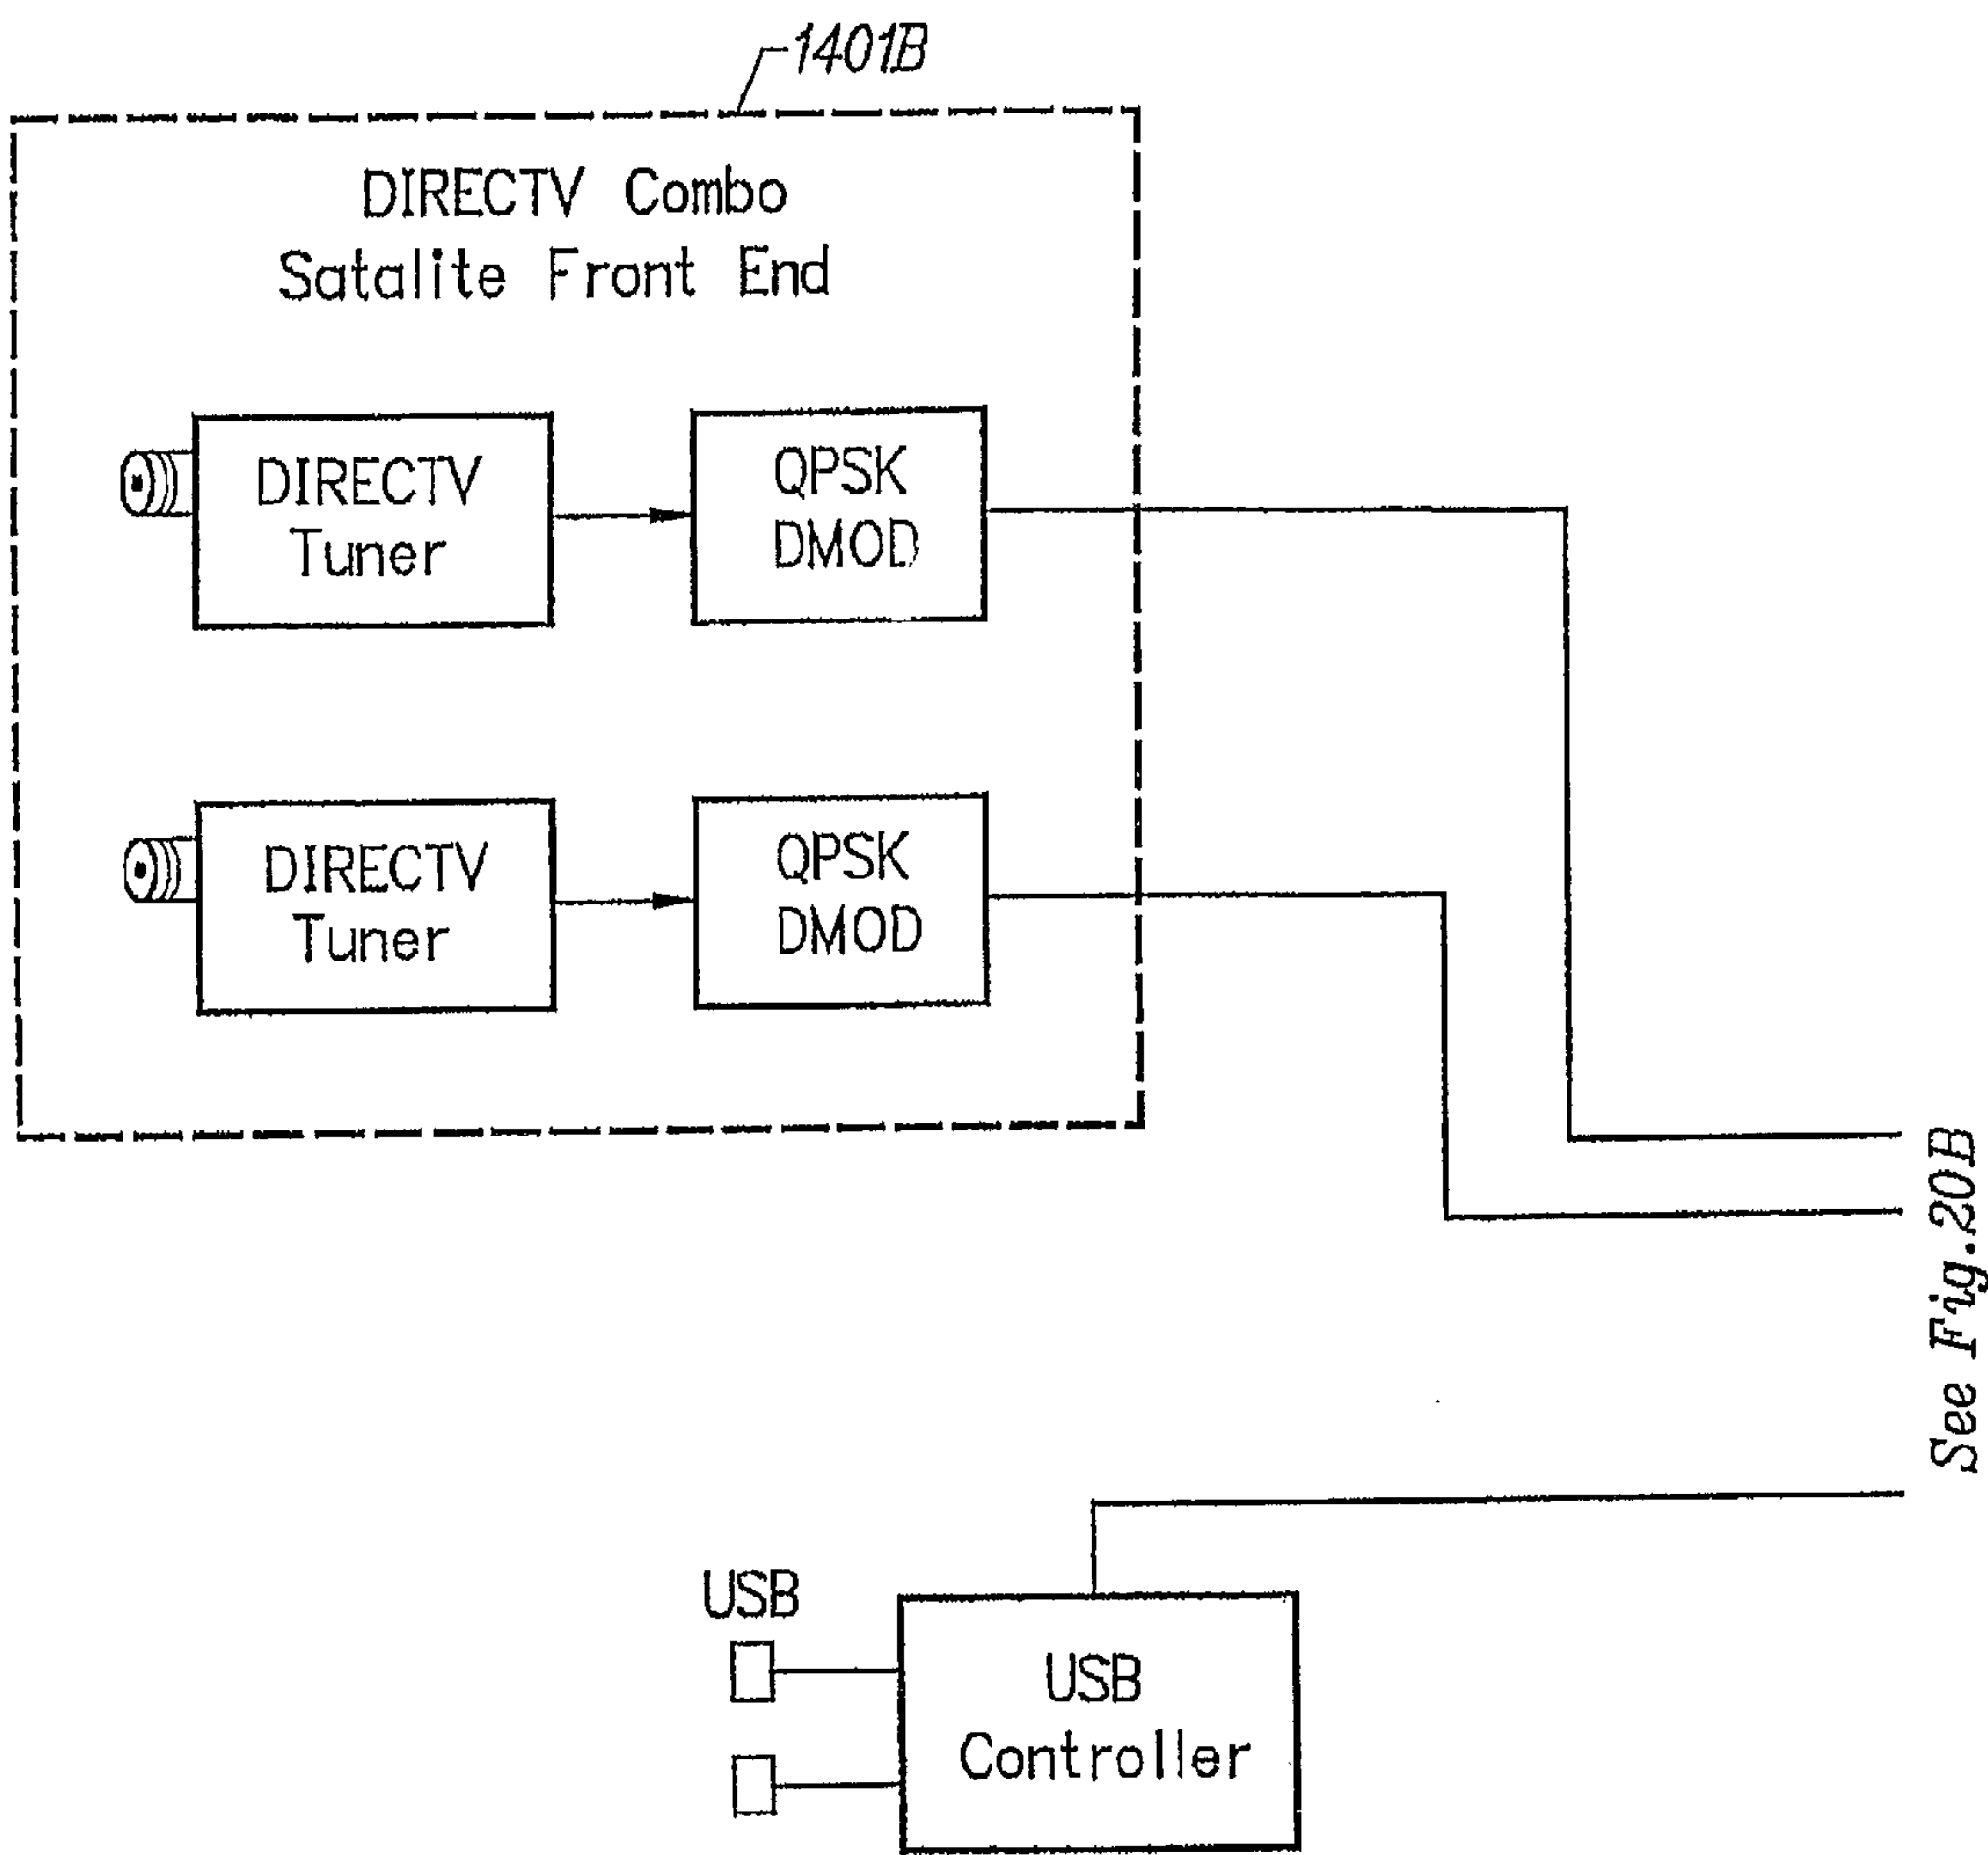 1401B
DIRECTV Combo
Satalite Front End
DIRECTV
Tuner
QPSK
DMOD
DIRECTV
Tuner
QPSK
DMOD
See Fig.20B
USB
USB
Controller